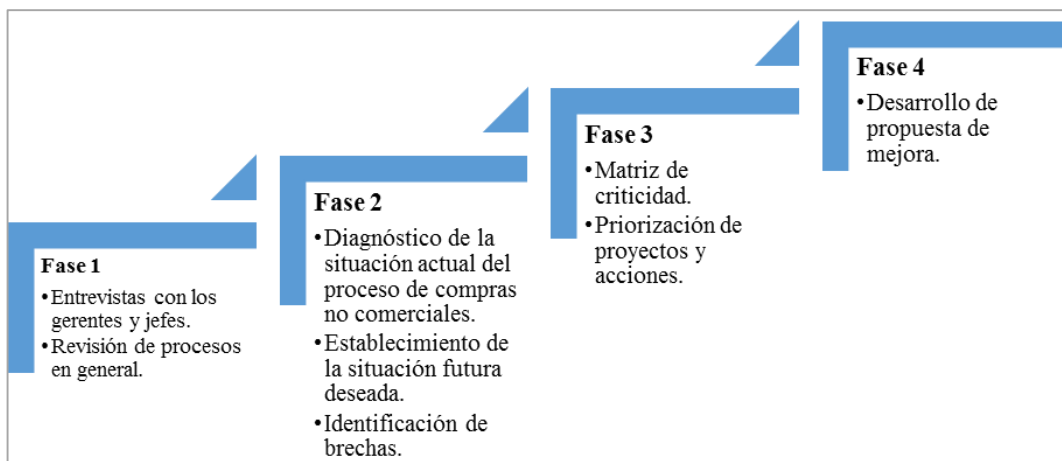 Fase 1
•Entrevistas con los
gerentes y jefes.
•Revisión de procesos
en general.
Fase 2
•Diagnóstico de la
situación actual del
proceso de compras
no comerciales.
•Establecimiento de
la situación futura
deseada.
•Identificación de
brechas.
Fase 3
•Matriz de
criticidad.
•Priorización de
proyectos y
acciones.
Fase 4
•Desarrollo de
propuesta de
mejora.